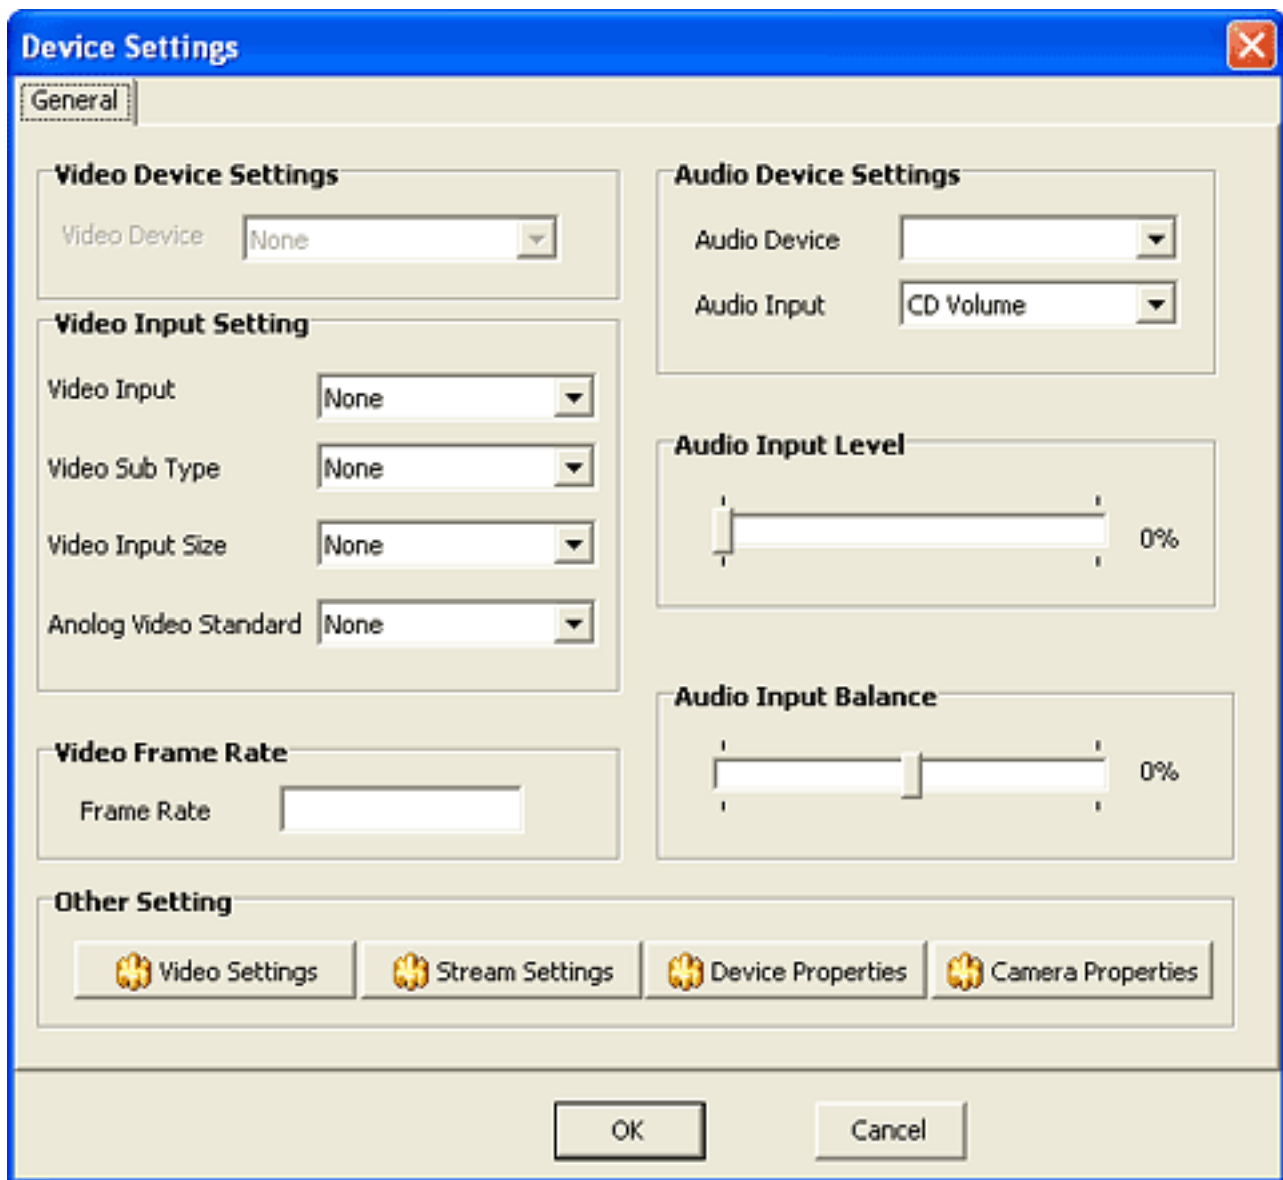 Device Settings
General
Video Device Settings
Video Device None
Video Input Setting
Video Input None
Video Sub Type None
Video Input Size None
Anolog Video Standard None
Video Frame Rate
Frame Rate
Audio Device Settings
Audio Device
Audio Input CD Volume
Audio Input Level
0%
Audio Input Balance
0%
Other Setting
Video Settings Stream Settings Device Properties Camera Properties
OK Cancel